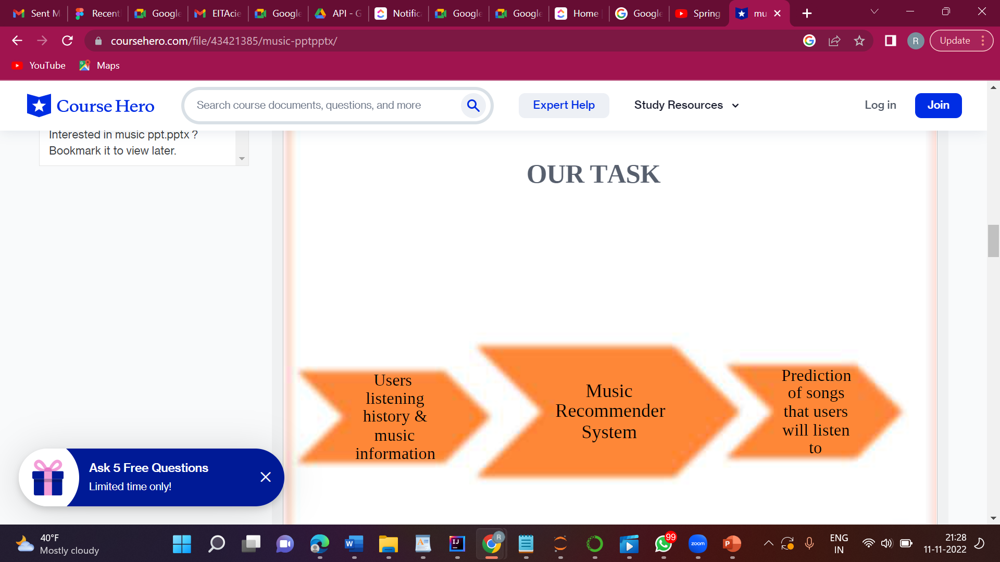 Sent M
Recent
Google
EITAcie
Google
API - G
Notific
Google
Google
Home
Google
Spring
mu
coursehero.com/file/43421385/music-pptpptx/
R
Update
YouTube
Maps
Course Hero
Search course documents, questions, and more
Expert Help
Study Resources
Log in
Join
Interested in music ppt.pptx ?
Bookmark it to view later.
OUR TASK
Users
listening
history &
music
information
Music
Recommender
System
Prediction
of songs
that users
will listen
to
Ask 5 Free Questions
Limited time only!
40°F
Mostly cloudy
W
A
IJ
R
99
zoom
P
ENG
IN
21:28
11-11-2022